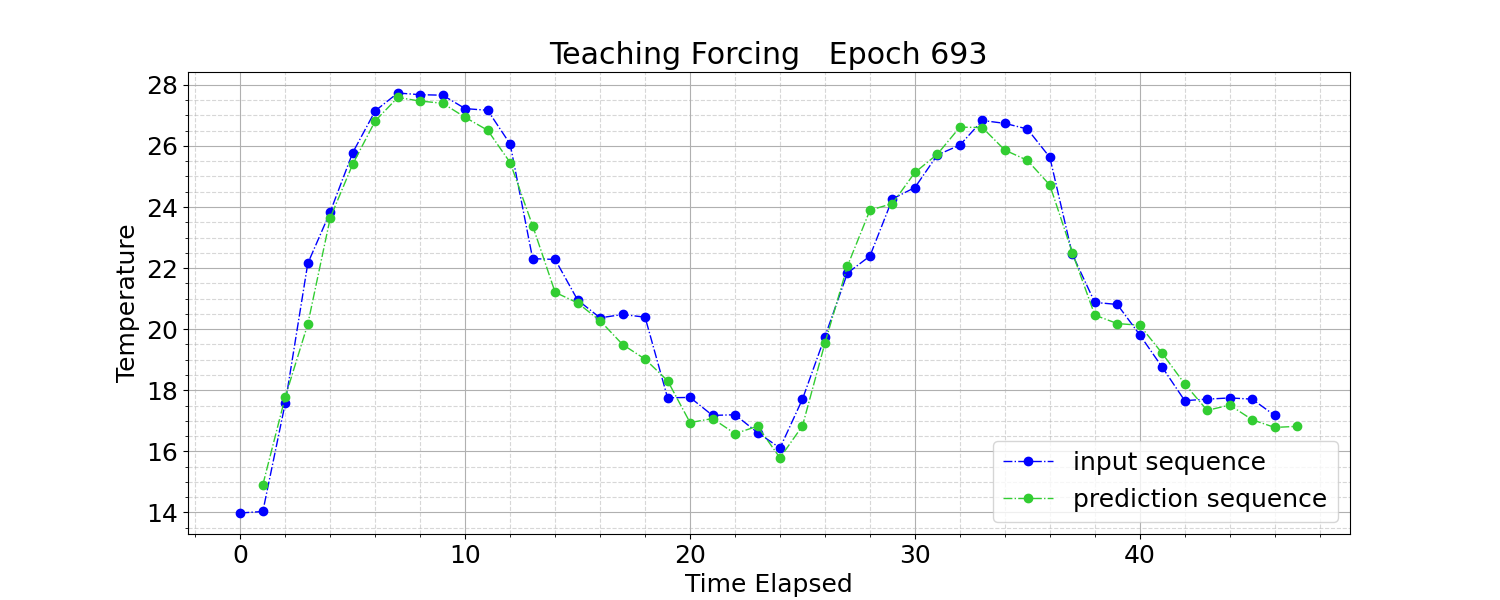 Teaching Forcing   Epoch 693
28
26
24
22
20
18
16
14
Temperature
input sequence
prediction sequence
0 10 20 30 40
Time Elapsed